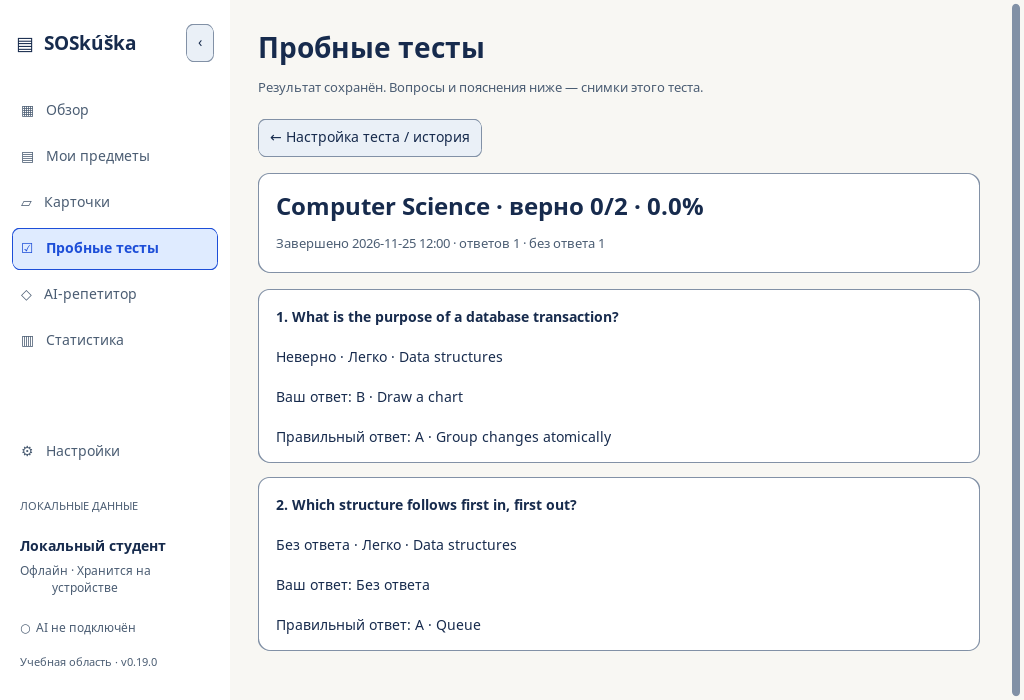 SOSkúška
‹
Обзор
Мои предметы
Карточки
Пробные тесты
AI-репетитор
Статистика
Настройки
ЛОКАЛЬНЫЕ ДАННЫЕ
Локальный студент
Офлайн · Хранится на
устройстве
AI не подключён
Учебная область · v0.19.0
Пробные тесты
Результат сохранён. Вопросы и пояснения ниже — снимки этого теста.
← Настройка теста / история
Computer Science · верно 0/2 · 0.0%
Завершено 2026-11-25 12:00 · ответов 1 · без ответа 1
1. What is the purpose of a database transaction?
Неверно · Легко · Data structures
Ваш ответ: B · Draw a chart
Правильный ответ: A · Group changes atomically
2. Which structure follows first in, first out?
Без ответа · Легко · Data structures
Ваш ответ: Без ответа
Правильный ответ: A · Queue